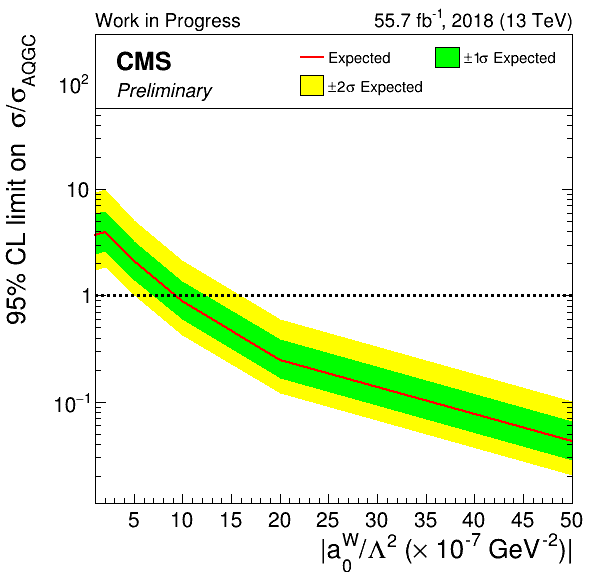 Work in Progress 55.7 fb⁻¹, 2018 (13 TeV)
CMS
Preliminary
Expected
±1σ Expected
±2σ Expected
95% CL limit on σ/σ_AQGC
10²
10
1
10⁻¹
5 10 15 20 25 30 35 40 45 50
|a₀^W/Λ² (× 10⁻⁷ GeV⁻²)|